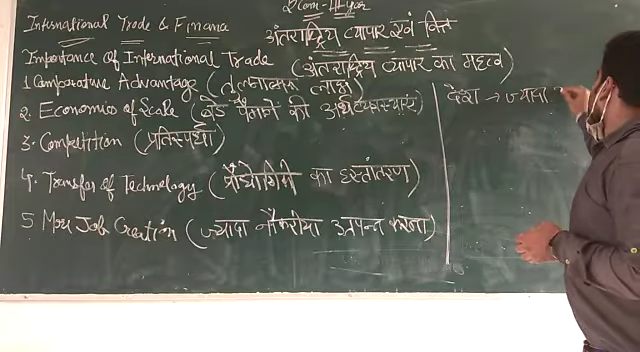 B Com - III Year
International Trade & Finana
अंतराष्ट्रिय व्यापार एवं वित्त
Importance of International Trade (अंतराष्ट्रिय व्यापार का महत्व)
1 Comparative Advantage (तुलनात्मक लाभ)
2. Economics of Scale (बड़े पैमाने की अर्थव्यवस्थाएं)
3. Competition (प्रतिस्पर्धा)
4. Transfer of Technology (प्रौधोगिगी का हस्तांतरण)
5 More Job Creation (ज्यादा नौकरीया उत्पन्न करना)
देश → ज्यादा